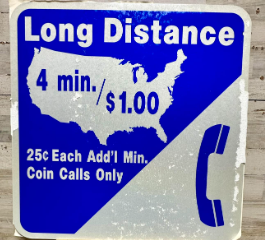 Long Distance
4 min./$1.00
25¢ Each Add'l Min.
Coin Calls Only